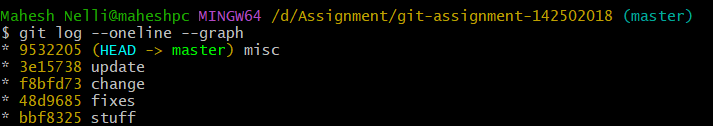 Mahesh Nelli@maheshpc MINGW64 /d/Assignment/git-assignment-142502018 (master)
$ git log --oneline --graph
* 9532205 (HEAD -> master) misc
* 3e15738 update
* f8bfd73 change
* 48d9685 fixes
* bbf8325 stuff